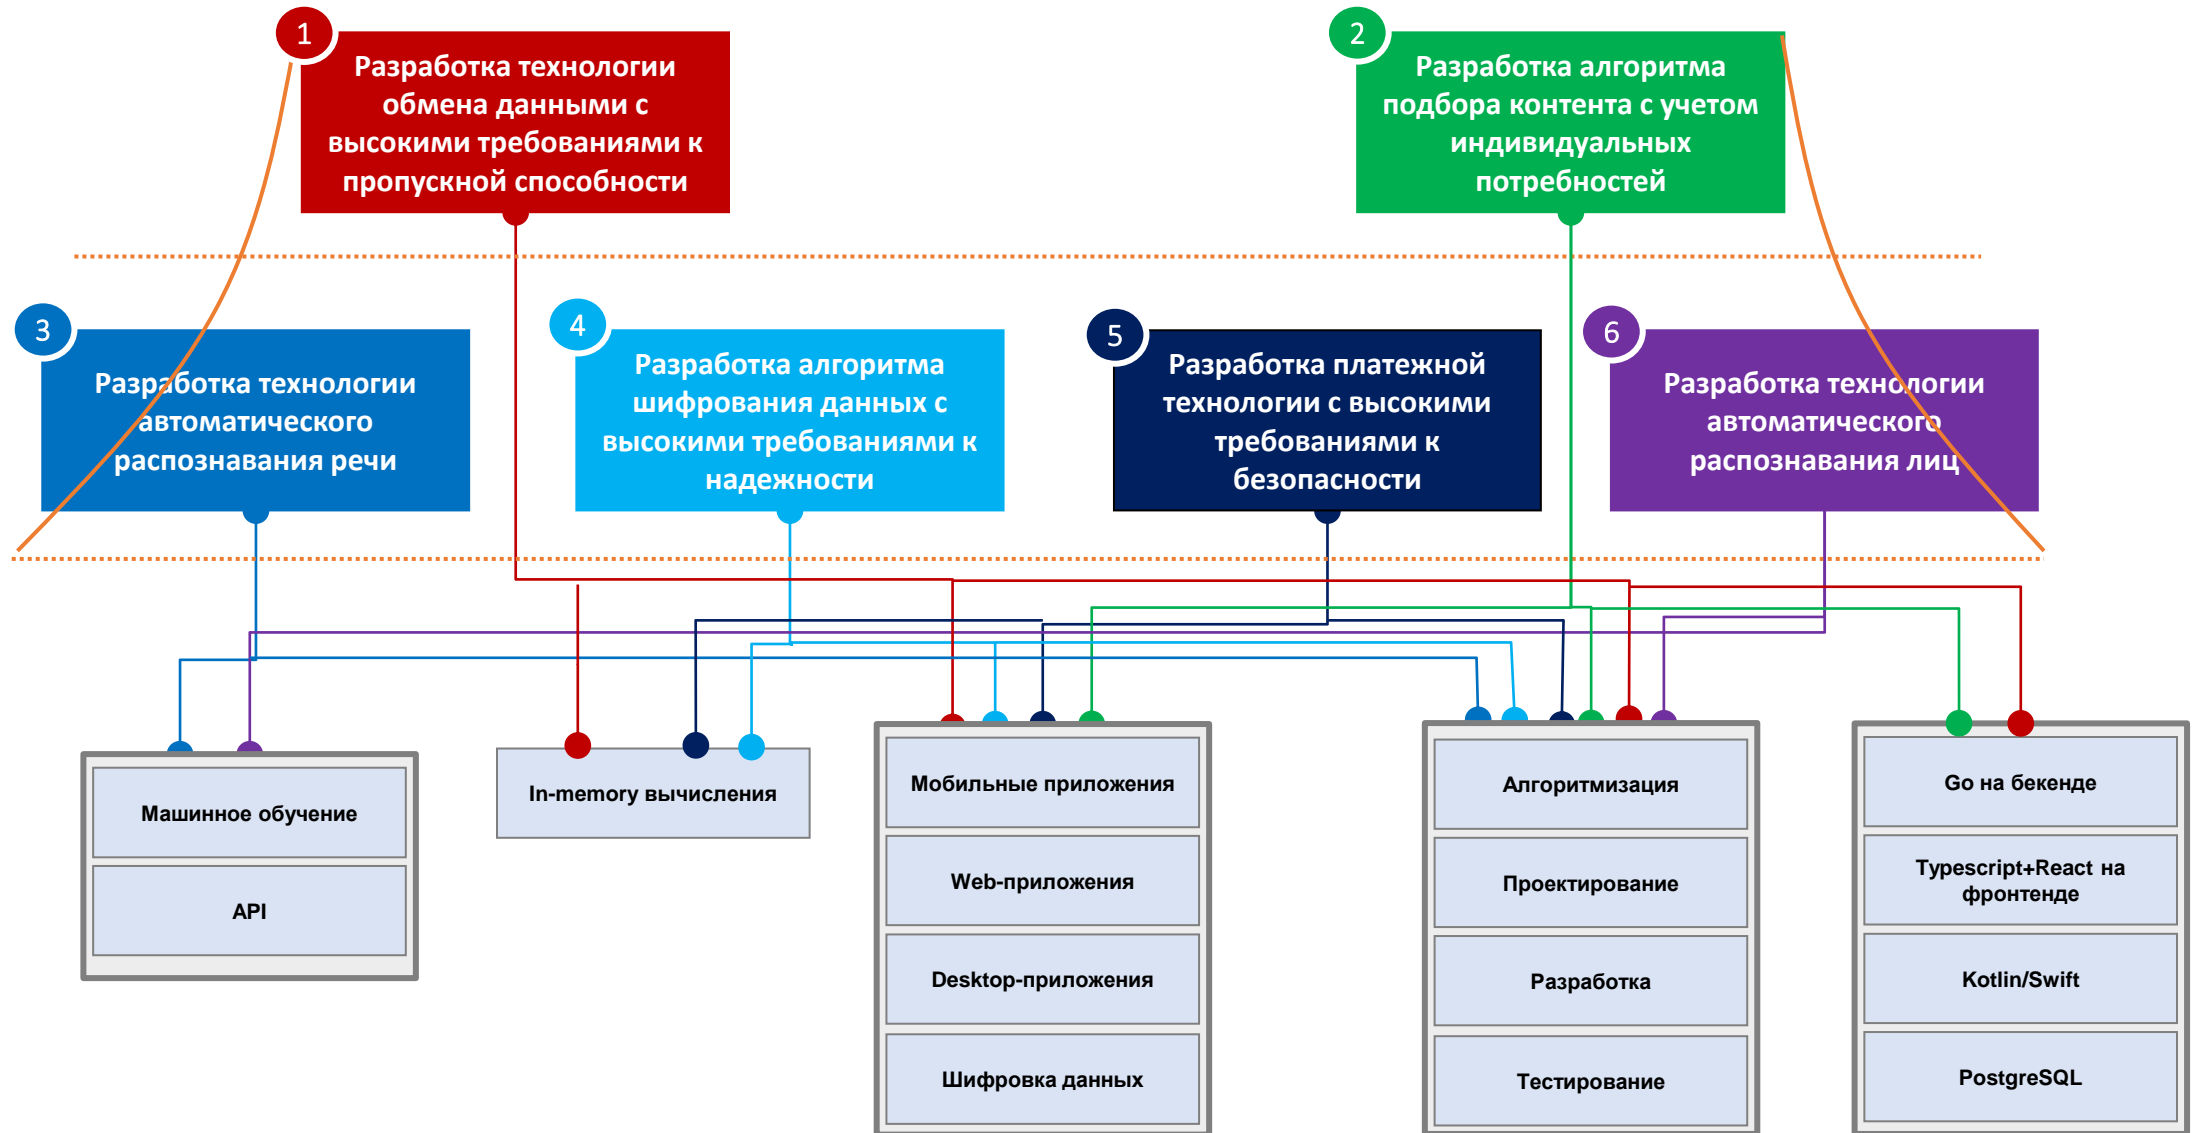 1
Разработка технологии
обмена данными с
высокими требованиями к
пропускной способности
2
Разработка алгоритма
подбора контента с учетом
индивидуальных
потребностей
3
Разработка технологии
автоматического
распознавания речи
4
Разработка алгоритма
шифрования данных с
высокими требованиями к
надежности
5
Разработка платежной
технологии с высокими
требованиями к
безопасности
6
Разработка технологии
автоматического
распознавания лиц
Машинное обучение
API
In-memory вычисления
Мобильные приложения
Web-приложения
Desktop-приложения
Шифровка данных
Алгоритмизация
Проектирование
Разработка
Тестирование
Go на бекенде
Typescript+React на
фронтенде
Kotlin/Swift
PostgreSQL